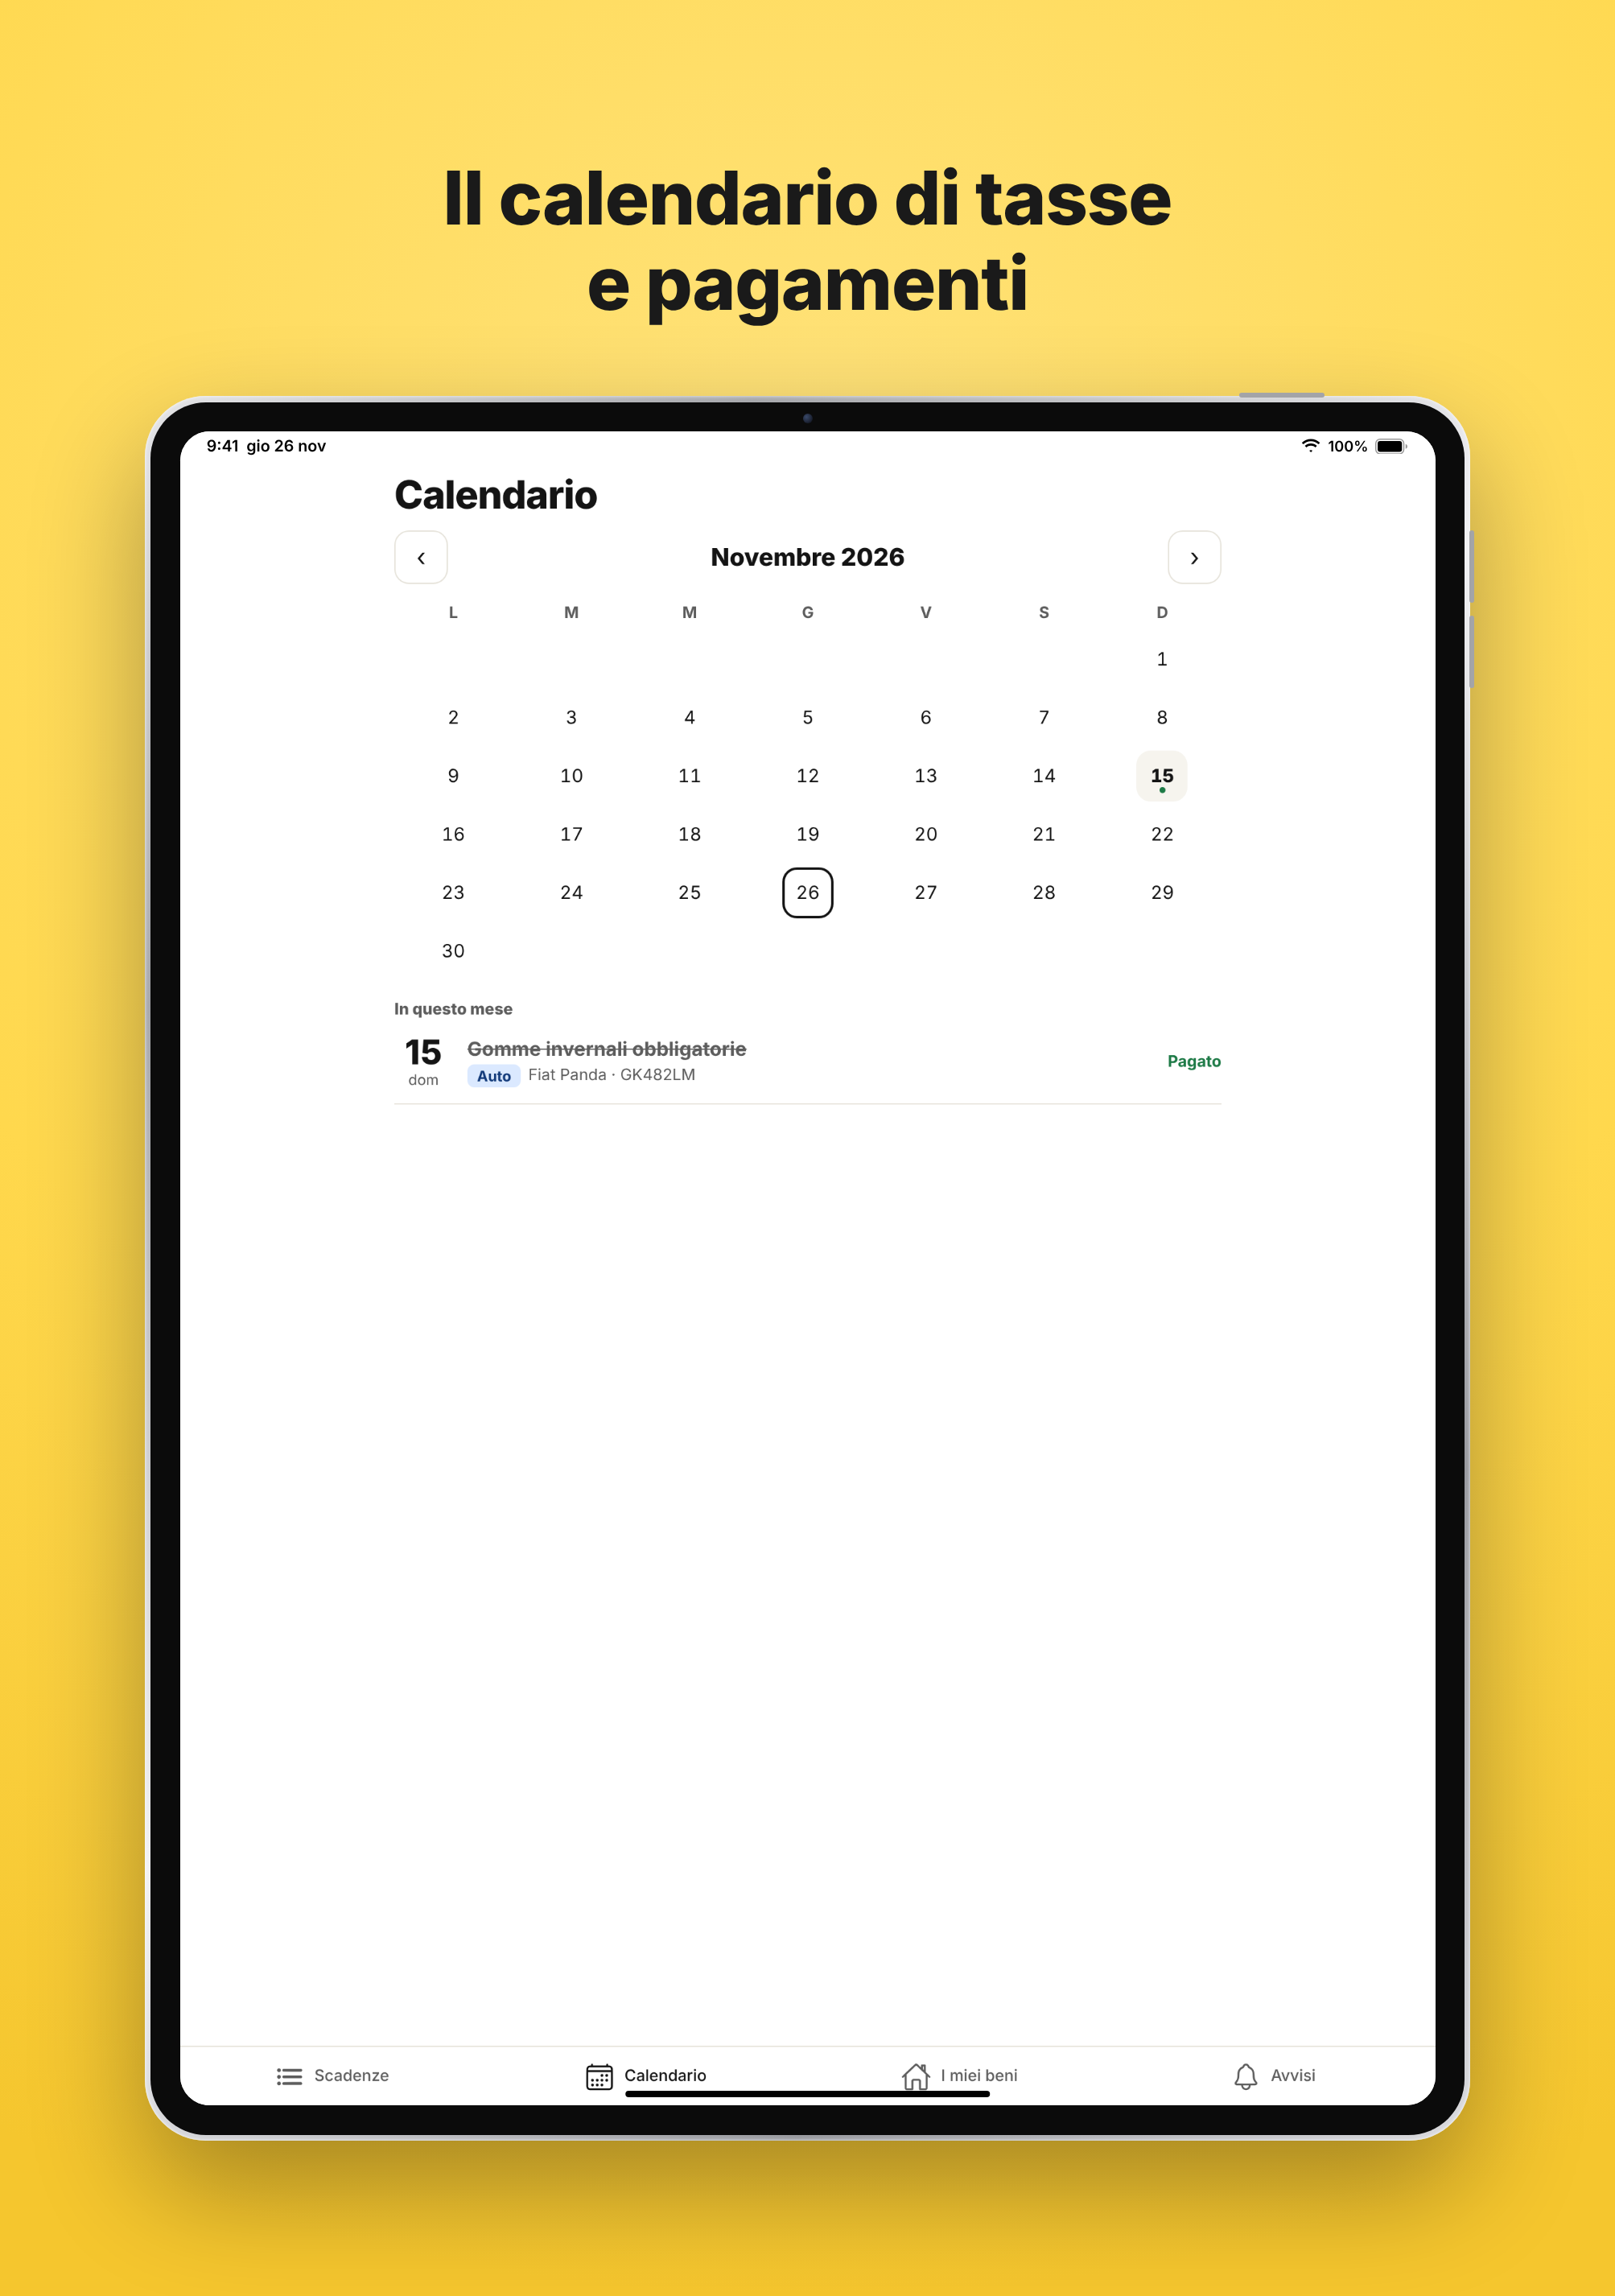 Il calendario di tasse
e pagamenti
9:41 gio 26 nov 100%
Calendario
‹ Novembre 2026 ›
L M M G V S D
1
2 3 4 5 6 7 8
9 10 11 12 13 14 15
16 17 18 19 20 21 22
23 24 25 26 27 28 29
30
In questo mese
15 Gomme invernali obbligatorie Pagato
dom Auto Fiat Panda · GK482LM
Scadenze Calendario I miei beni Avvisi